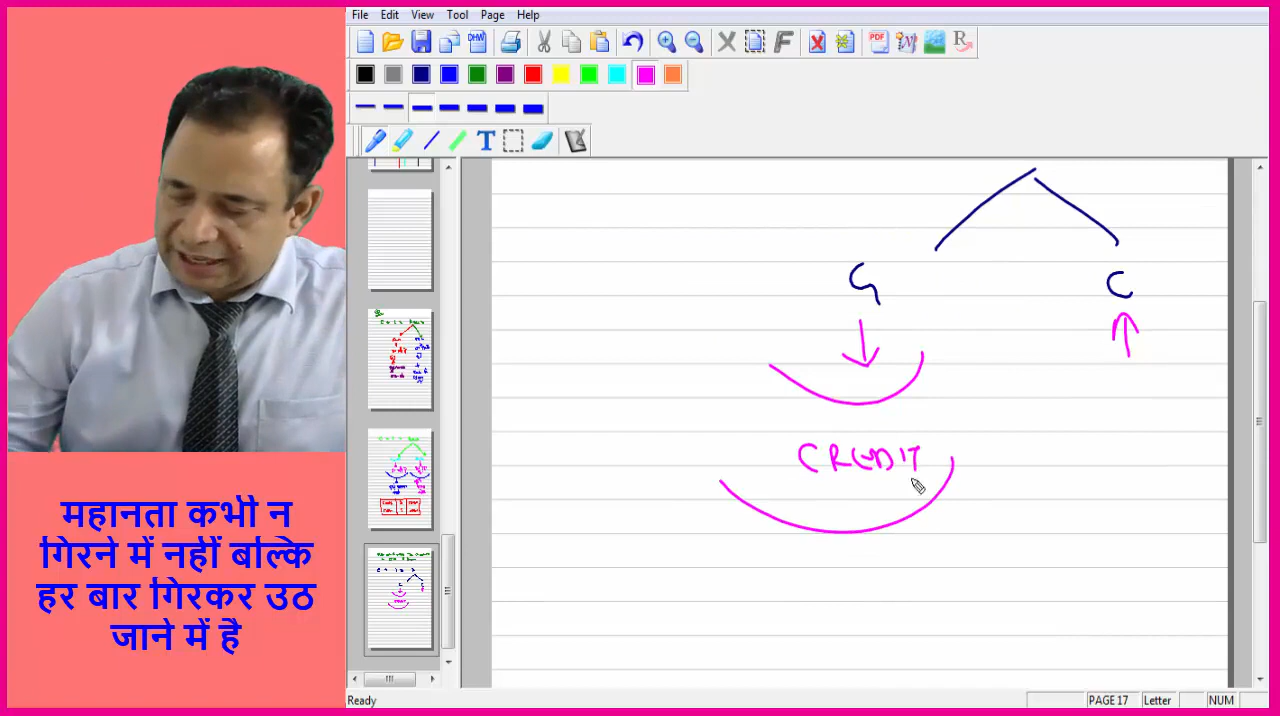 File Edit View Tool Page Help
G C
CREDIT
महानता कभी न
गिरने में नहीं बल्कि
हर बार गिरकर उठ
जाने में है
Ready PAGE 17 Letter NUM